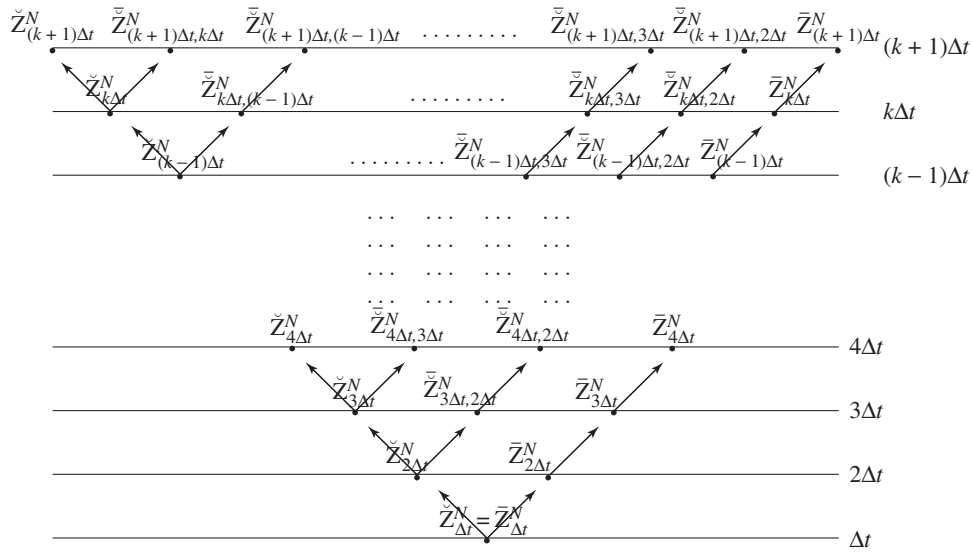 Z̆^N_{(k+1)Δt} Z̄̆^N_{(k+1)Δt,kΔt} Z̄̆^N_{(k+1)Δt,(k−1)Δt} ......... Z̄̆^N_{(k+1)Δt,3Δt} Z̄̆^N_{(k+1)Δt,2Δt} Z̄^N_{(k+1)Δt} (k+1)Δt
Z̆^N_{kΔt} Z̄̆^N_{kΔt,(k−1)Δt} ......... Z̄̆^N_{kΔt,3Δt} Z̄̆^N_{kΔt,2Δt} Z̄^N_{kΔt} kΔt
Z̆^N_{(k−1)Δt} ......... Z̄̆^N_{(k−1)Δt,3Δt} Z̄̆^N_{(k−1)Δt,2Δt} Z̄^N_{(k−1)Δt} (k−1)Δt
... ... ... ...
... ... ... ...
... ... ... ...
... ... ... ...
Z̆^N_{4Δt} Z̄̆^N_{4Δt,3Δt} Z̄̆^N_{4Δt,2Δt} Z̄^N_{4Δt} 4Δt
Z̆^N_{3Δt} Z̄̆^N_{3Δt,2Δt} Z̄^N_{3Δt} 3Δt
Z̆^N_{2Δt} Z̄^N_{2Δt} 2Δt
Z̆^N_{Δt} = Z̄^N_{Δt} Δt